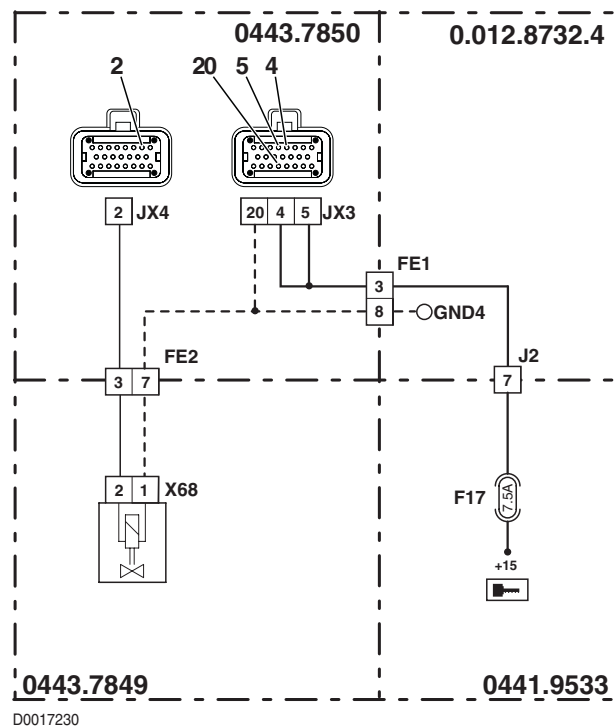 0443.7850 0.012.8732.4
2 20 5 4
2 JX4 20 4 5 JX3
FE1
3
8 GND4
FE2 J2
3 7 7
2 1 X68 F17 7.5A
+15
0443.7849 0441.9533
D0017230